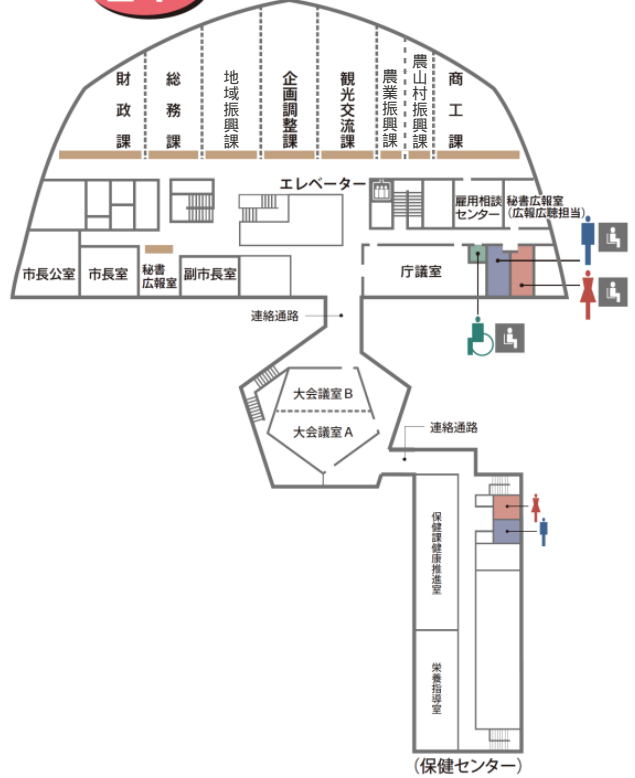 財政課
総務課
地域振興課
企画調整課
観光交流課
農業振興課
農山村振興課
商工課
エレベーター
雇用相談
センター
秘書広報室
（広報広聴担当）
市長公室
市長室
秘書
広報室
副市長室
庁議室
連絡通路
大会議室B
大会議室A
連絡通路
保健課健康推進室
栄養指導室
（保健センター）